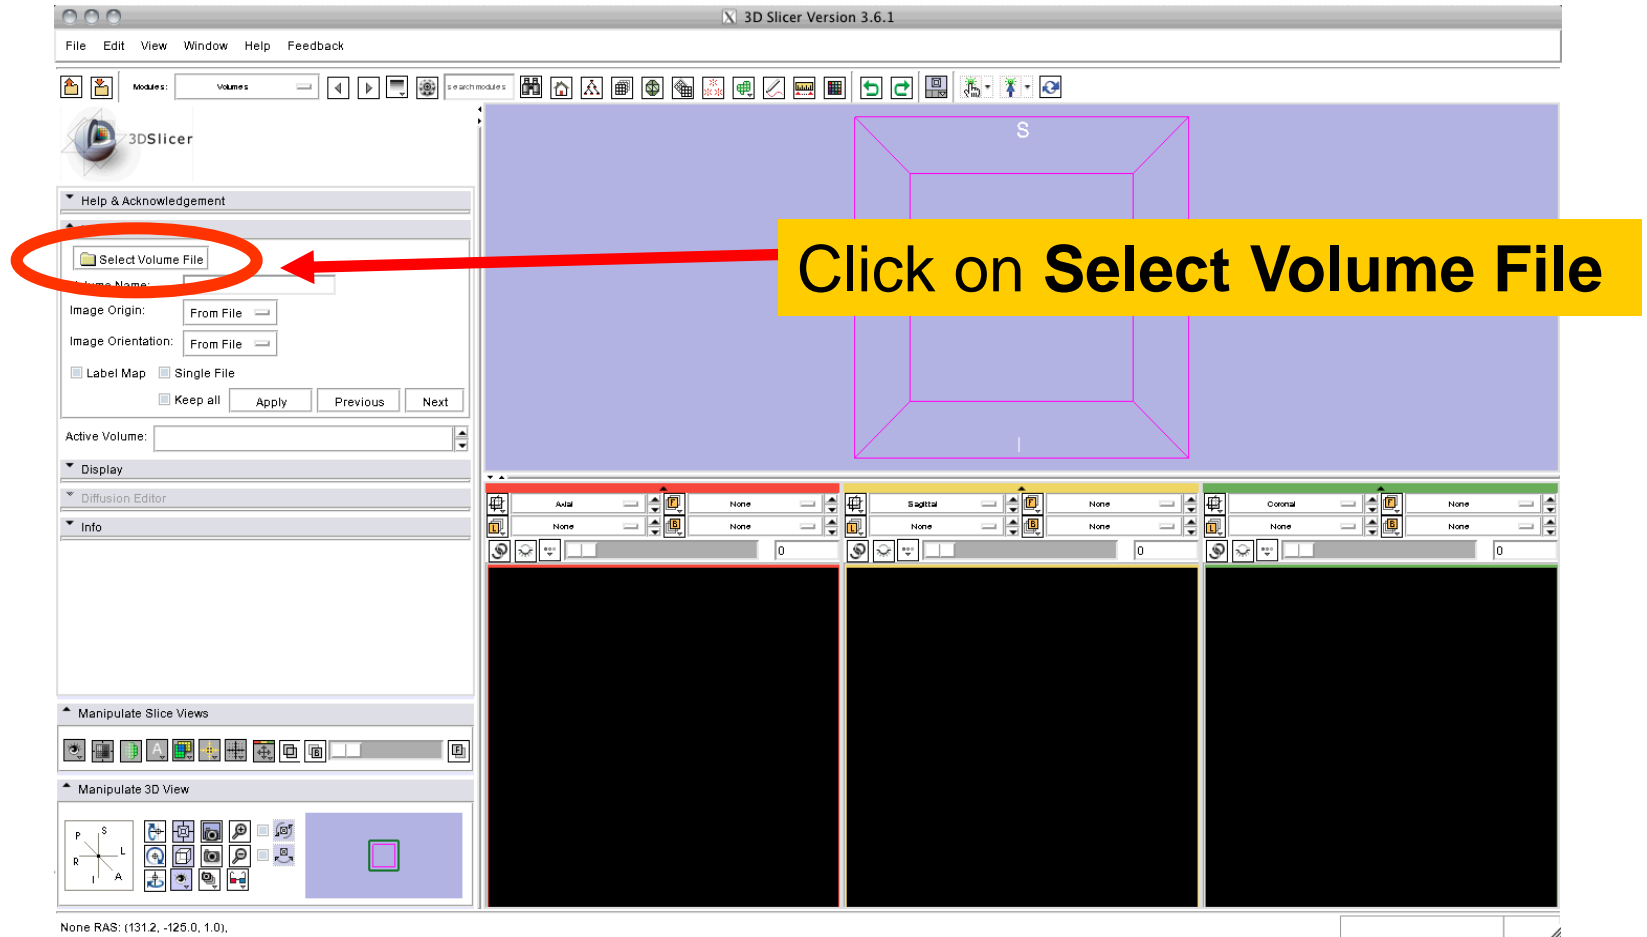 3D Slicer Version 3.6.1
File Edit View Window Help Feedback
Modules: Volumes search modules
3DSlicer
S
Help & Acknowledgement
Select Volume File
Click on Select Volume File
Volume Name:
Image Origin: From File
Image Orientation: From File
Label Map Single File
Keep all Apply Previous Next
I
Active Volume:
Display
Diffusion Editor
Info
Axial F None Sagittal F None Coronal F None
L None B None L None B None L None B None
0 0 0
Manipulate Slice Views
A B F
Manipulate 3D View
P S
R L
I A
None RAS: (131.2, -125.0, 1.0),